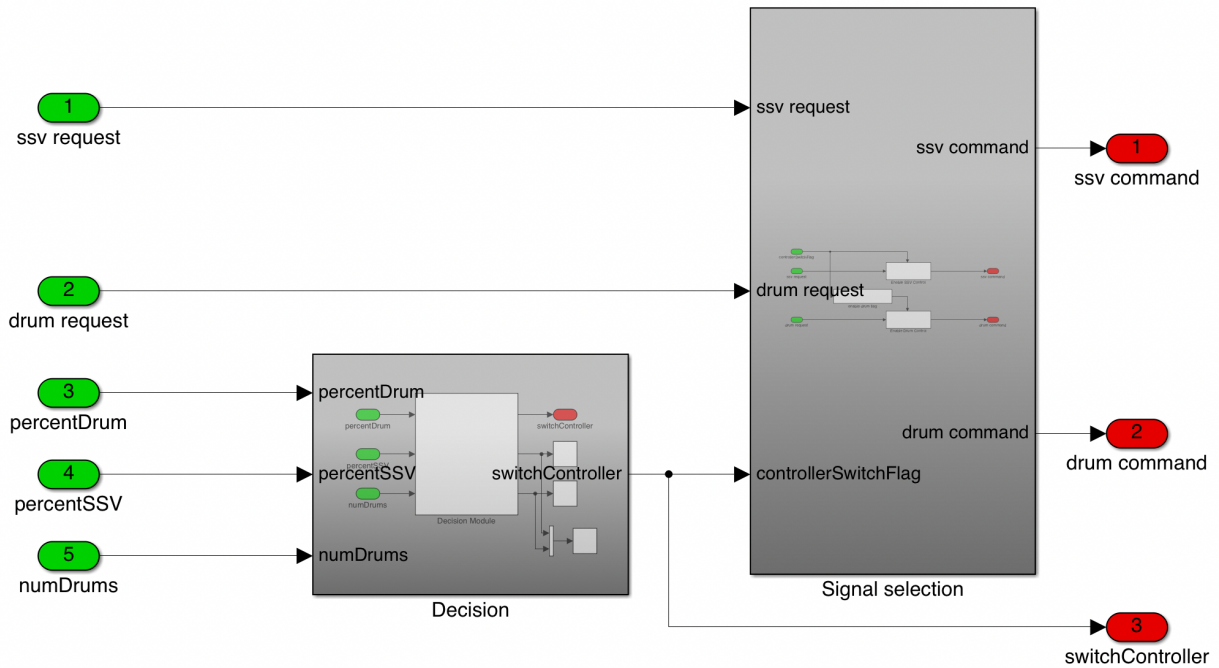 1
ssv request
ssv request
ssv command
1
ssv command
2
drum request
drum request
3
percentDrum
percentDrum
percentDrum
switchController
drum command
2
drum command
4
percentSSV
percentSSV
percentSSV
switchController
controllerSwitchFlag
numDrums
Decision Module
5
numDrums
numDrums
Decision
Signal selection
3
switchController